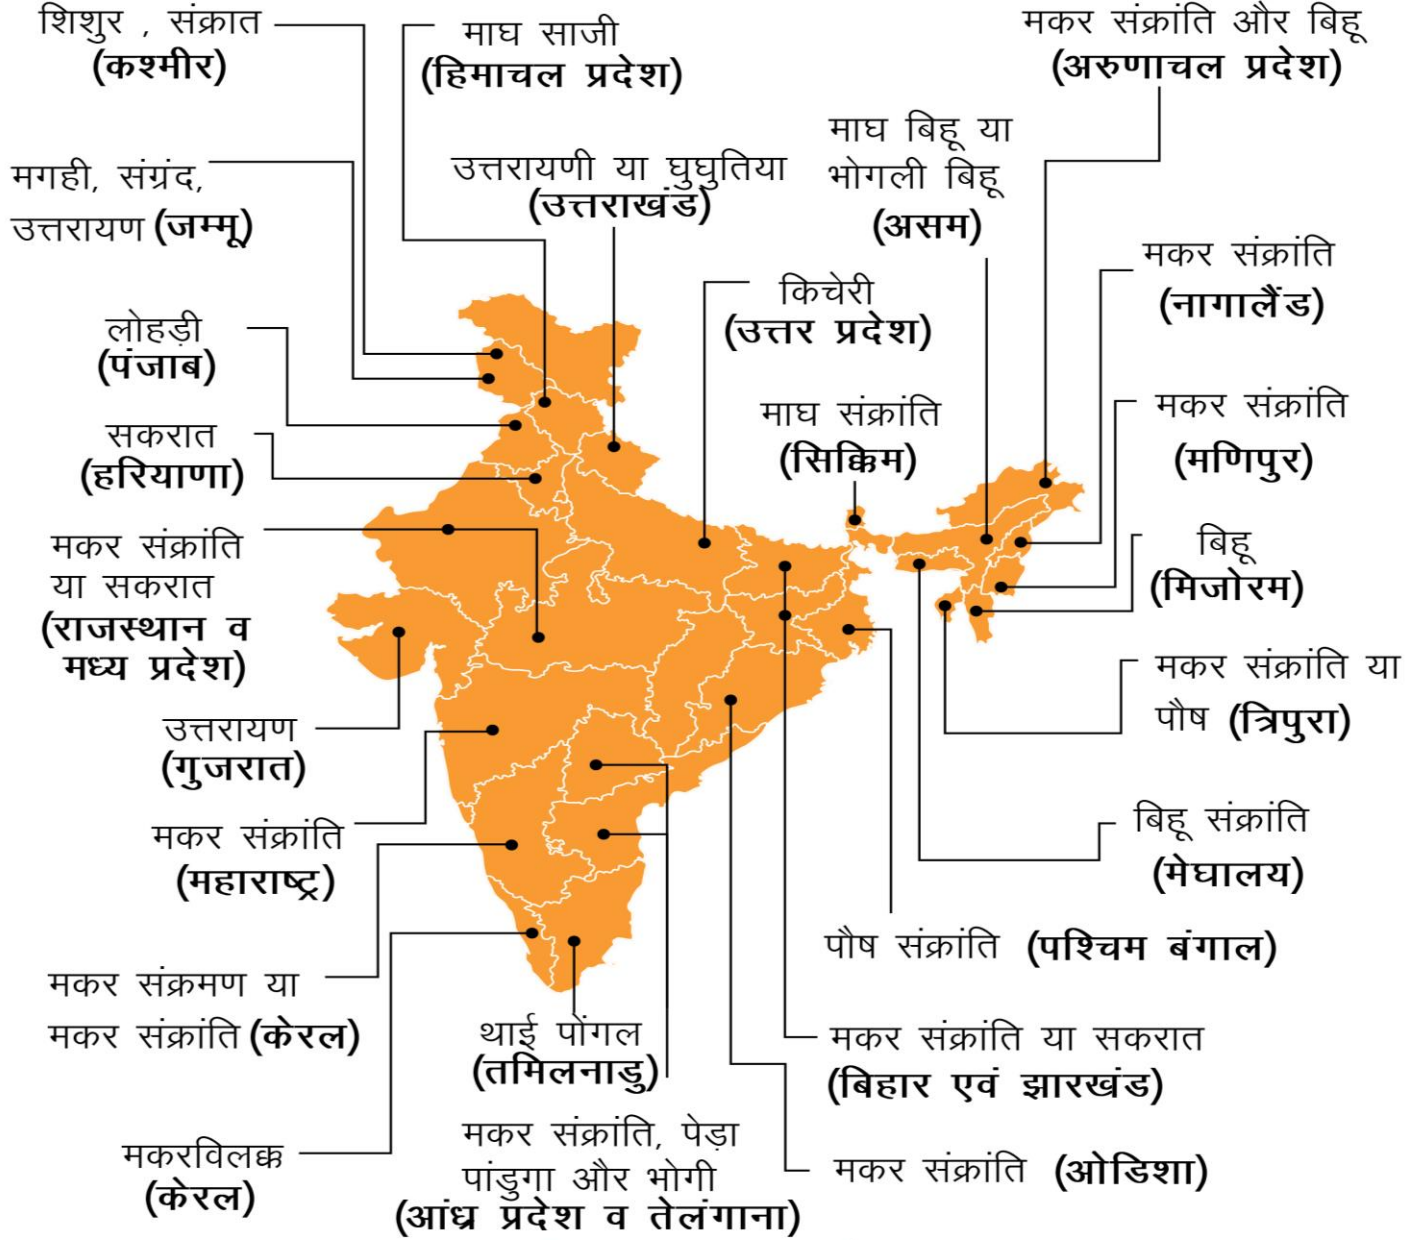 शिशुर , संक्रात
(कश्मीर)
माघ साजी
(हिमाचल प्रदेश)
मकर संक्रांति और बिहू
(अरुणाचल प्रदेश)
मगही, संग्रंद,
उत्तरायण (जम्मू)
उत्तरायणी या घुघुतिया
(उत्तराखंड)
माघ बिहू या
भोगली बिहू
(असम)
मकर संक्रांति
(नागालैंड)
लोहड़ी
(पंजाब)
किचेरी
(उत्तर प्रदेश)
सकरात
(हरियाणा)
माघ संक्रांति
(सिक्किम)
मकर संक्रांति
(मणिपुर)
मकर संक्रांति
या सकरात
(राजस्थान व
मध्य प्रदेश)
बिहू
(मिजोरम)
उत्तरायण
(गुजरात)
मकर संक्रांति या
पौष (त्रिपुरा)
मकर संक्रांति
(महाराष्ट्र)
बिहू संक्रांति
(मेघालय)
मकर संक्रमण या
मकर संक्रांति (केरल)
पौष संक्रांति (पश्चिम बंगाल)
थाई पोंगल
(तमिलनाडु)
मकर संक्रांति या सकरात
(बिहार एवं झारखंड)
मकरविलक्क
(केरल)
मकर संक्रांति, पेड़ा
पांडुगा और भोगी
(आंध्र प्रदेश व तेलंगाना)
मकर संक्रांति (ओडिशा)